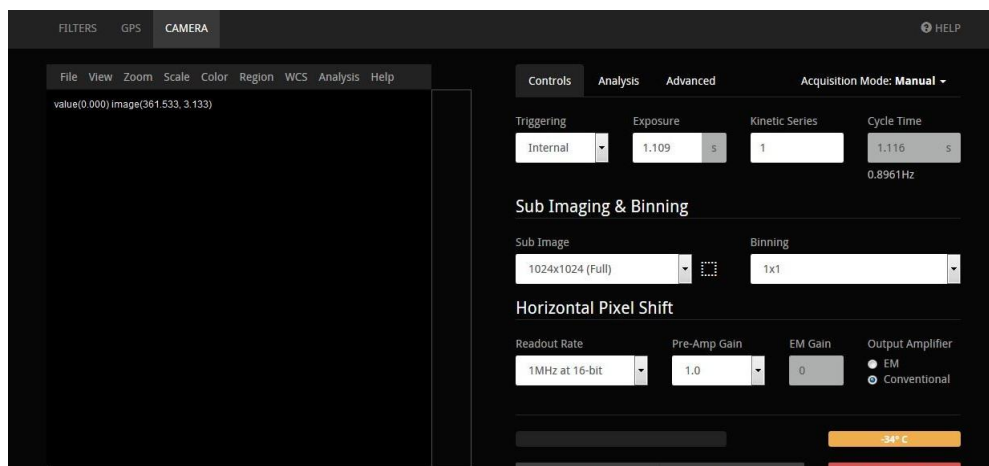 FILTERS GPS CAMERA HELP
File View Zoom Scale Color Region WCS Analysis Help
value(0.000) image(361.533, 3.133)
Controls Analysis Advanced Acquisition Mode: Manual
Triggering Exposure Kinetic Series Cycle Time
Internal 1.109 s 1 1.116 s
0.8961Hz
Sub Imaging & Binning
Sub Image Binning
1024x1024 (Full) 1x1
Horizontal Pixel Shift
Readout Rate Pre-Amp Gain EM Gain Output Amplifier
1MHz at 16-bit 1.0 0 EM
Conventional
-34° C